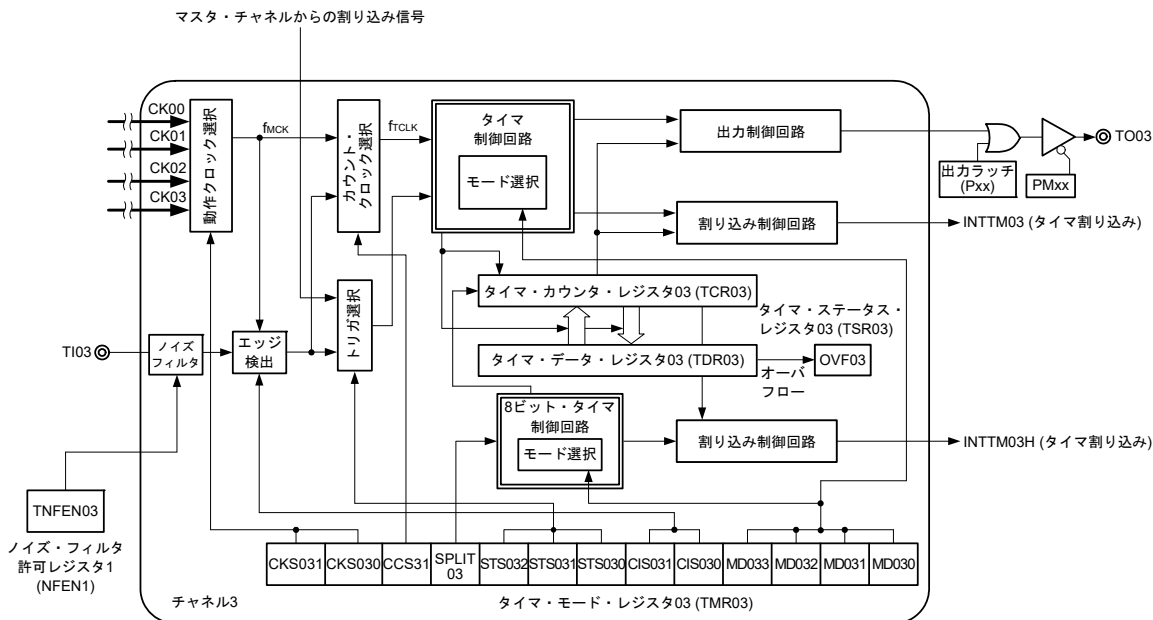 マスタ・チャネルからの割り込み信号
CK00
CK01
CK02
CK03
動作クロック選択
fMCK
カウント・
クロック選択
fTCLK
タイマ
制御回路
モード選択
出力制御回路
出力ラッチ
(Pxx)
PMxx
TO03
割り込み制御回路
INTTM03 (タイマ割り込み)
トリガ選択
タイマ・カウンタ・レジスタ03 (TCR03)
タイマ・ステータス・
レジスタ03 (TSR03)
TI03
ノイズ
フィルタ
エッジ
検出
タイマ・データ・レジスタ03 (TDR03)
OVF03
オーバ
フロー
8ビット・タイマ
制御回路
モード選択
割り込み制御回路
INTTM03H (タイマ割り込み)
TNFEN03
ノイズ・フィルタ
許可レジスタ1
(NFEN1)
CKS031
CKS030
CCS31
SPLIT
03
STS032
STS031
STS030
CIS031
CIS030
MD033
MD032
MD031
MD030
チャネル3
タイマ・モード・レジスタ03 (TMR03)